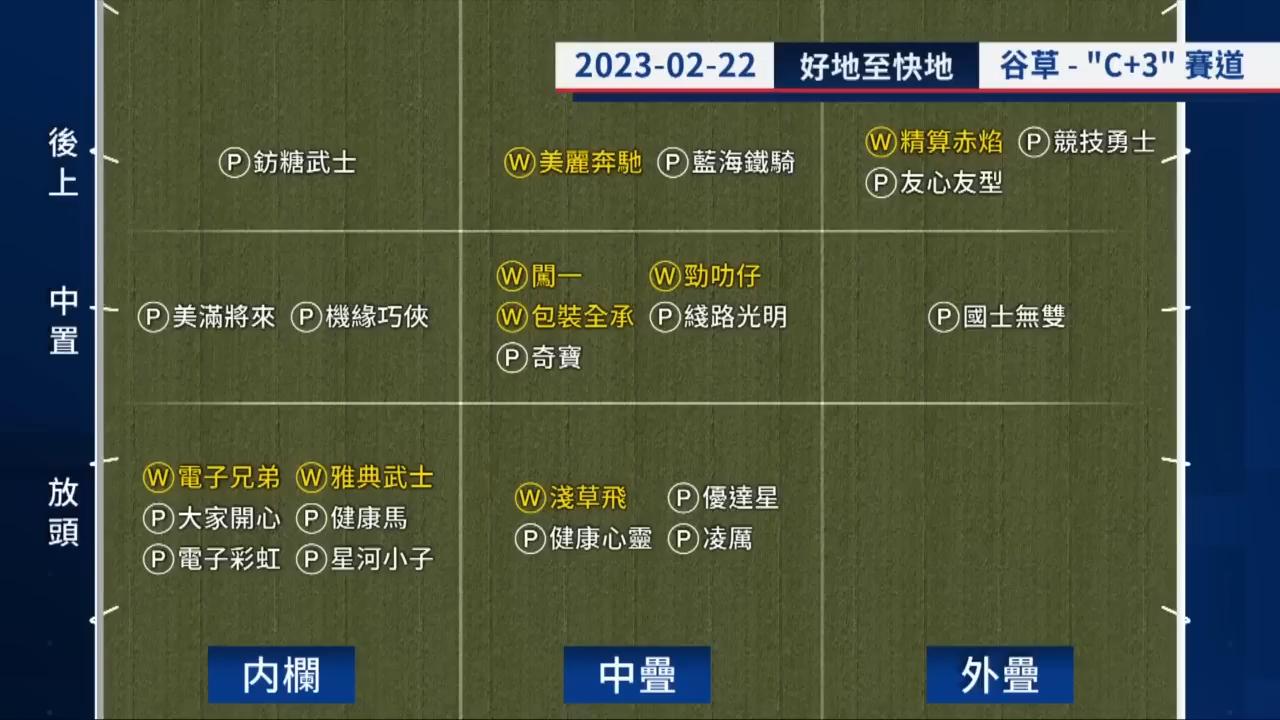 2023-02-22 好地至快地 谷草 - "C+3" 賽道
後上
Ⓟ鈁糖武士
Ⓦ美麗奔馳 Ⓟ藍海鐵騎
Ⓦ精算赤焰 Ⓟ競技勇士
Ⓟ友心友型
中置
Ⓟ美滿將來 Ⓟ機緣巧俠
Ⓦ闖一 Ⓦ勁叻仔
Ⓦ包裝全承 Ⓟ綫路光明
Ⓟ奇寶
Ⓟ國士無雙
放頭
Ⓦ電子兄弟 Ⓦ雅典武士
Ⓟ大家開心 Ⓟ健康馬
Ⓟ電子彩虹 Ⓟ星河小子
Ⓦ淺草飛 Ⓟ優達星
Ⓟ健康心靈 Ⓟ凌厲
内欄 中疊 外疊